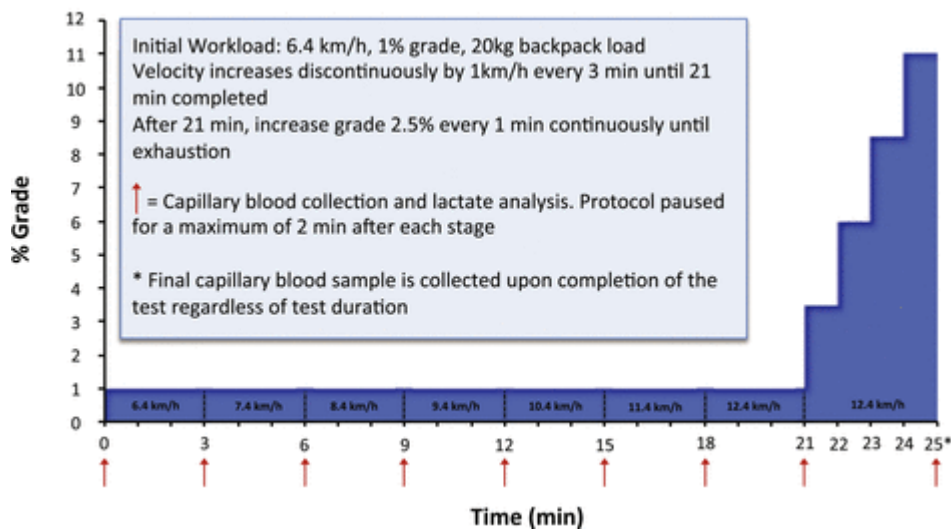 12
11
10
9
8
7
6
5
4
3
2
1
0
% Grade
Initial Workload: 6.4 km/h, 1% grade, 20kg backpack load
Velocity increases discontinuously by 1km/h every 3 min until 21
min completed
After 21 min, increase grade 2.5% every 1 min continuously until
exhaustion
↑ = Capillary blood collection and lactate analysis. Protocol paused
for a maximum of 2 min after each stage
* Final capillary blood sample is collected upon completion of the
test regardless of test duration
6.4 km/h 7.4 km/h 8.4 km/h 9.4 km/h 10.4 km/h 11.4 km/h 12.4 km/h 12.4 km/h
0 3 6 9 12 15 18 21 22 23 24 25*
Time (min)